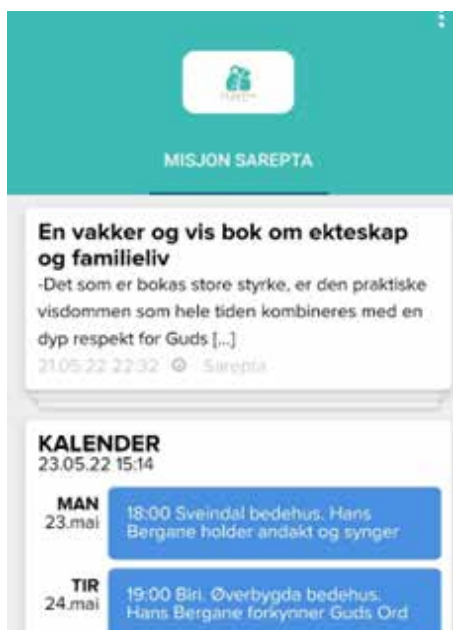 MISJON SAREPTA
En vakker og vis bok om ekteskap
og familieliv
-Det som er bokas store styrke, er den praktiske
visdommen som hele tiden kombineres med en
dyp respekt for Guds [...]
21.05.22 22:32 Sarepta
KALENDER
23.05.22 15:14
MAN
23.mai
18:00 Sveindal bedehus. Hans
Bergane holder andakt og synger
TIR
24.mai
19:00 Biri. Øverbygda bedehus.
Hans Bergane forkynner Guds Ord